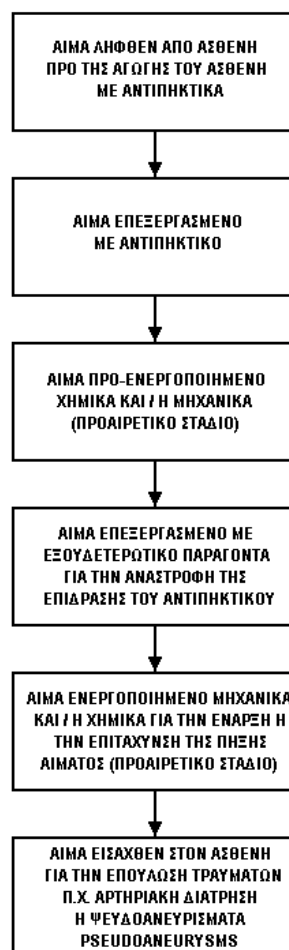 ΑΙΜΑ ΛΗΦΘΕΝ ΑΠΟ ΑΣΘΕΝΗ
ΠΡΟ ΤΗΣ ΑΓΩΓΗΣ ΤΟΥ ΑΣΘΕΝΗ
ΜΕ ΑΝΤΙΠΗΚΤΙΚΑ
ΑΙΜΑ ΕΠΕΞΕΡΓΑΣΜΕΝΟ
ΜΕ ΑΝΤΙΠΗΚΤΙΚΟ
ΑΙΜΑ ΠΡΟ-ΕΝΕΡΓΟΠΟΙΗΜΕΝΟ
ΧΗΜΙΚΑ ΚΑΙ / Η ΜΗΧΑΝΙΚΑ
(ΠΡΟΑΙΡΕΤΙΚΟ ΣΤΑΔΙΟ)
ΑΙΜΑ ΕΠΕΞΕΡΓΑΣΜΕΝΟ ΜΕ
ΕΞΟΥΔΕΤΕΡΩΤΙΚΟ ΠΑΡΑΓΟΝΤΑ
ΓΙΑ ΤΗΝ ΑΝΑΣΤΡΟΦΗ ΤΗΣ
ΕΠΙΔΡΑΣΗΣ ΤΟΥ ΑΝΤΙΠΗΚΤΙΚΟΥ
ΑΙΜΑ ΕΝΕΡΓΟΠΟΙΗΜΕΝΟ ΜΗΧΑΝΙΚΑ
ΚΑΙ / Η ΧΗΜΙΚΑ ΓΙΑ ΤΗΝ ΕΝΑΡΞΗ Η
ΤΗΝ ΕΠΙΤΑΧΥΝΣΗ ΤΗΣ ΠΗΞΗΣ
ΑΙΜΑΤΟΣ (ΠΡΟΑΙΡΕΤΙΚΟ ΣΤΑΔΙΟ)
ΑΙΜΑ ΕΙΣΑΧΘΕΝ ΣΤΟΝ ΑΣΘΕΝΗ
ΓΙΑ ΤΗΝ ΕΠΟΥΛΩΣΗ ΤΡΑΥΜΑΤΩΝ
Π.Χ. ΑΡΤΗΡΙΑΚΗ ΔΙΑΤΡΗΣΗ
Η ΨΕΥΔΟΑΝΕΥΡΙΣΜΑΤΑ
PSEUDOANEURYSMS